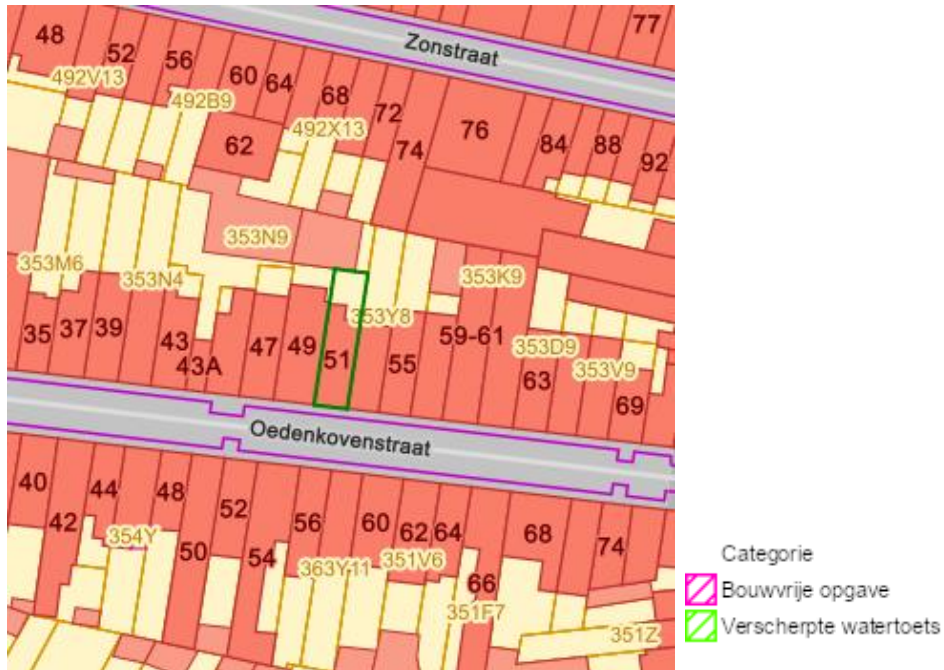 77
Zonstraat
48
52
56
60
64
68
72
74
76
84
88
92
492V13
492B9
492X13
62
353N9
353M6
353N4
353Y8
353K9
353D9
353V9
35
37
39
43
43A
47
49
51
55
59-61
63
69
Oedenkovenstraat
40
42
44
48
50
52
54
56
60
62
64
66
68
74
354Y
363Y11
351V6
351F7
351Z
Categorie
Bouwvrije opgave
Verscherpte watertoets